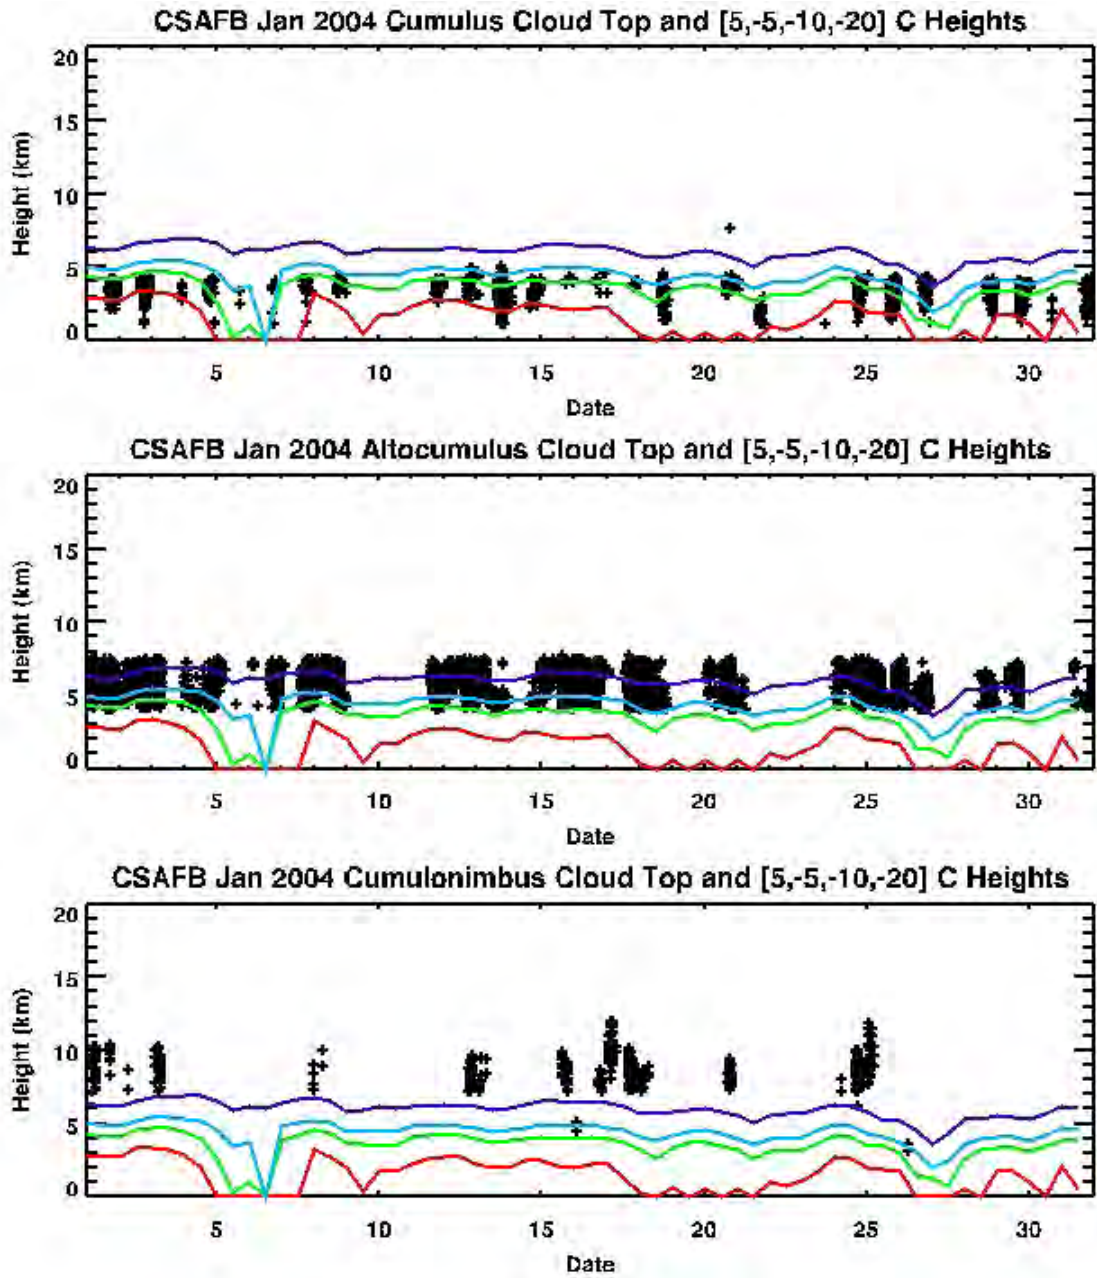 CSAFB Jan 2004 Cumulus Cloud Top and [5,-5,-10,-20] C Heights
20
15
10
5
0
Height (km)
5 10 15 20 25 30
Date
CSAFB Jan 2004 Altocumulus Cloud Top and [5,-5,-10,-20] C Heights
20
15
10
5
0
Height (km)
5 10 15 20 25 30
Date
CSAFB Jan 2004 Cumulonimbus Cloud Top and [5,-5,-10,-20] C Heights
20
15
10
5
0
Height (km)
5 10 15 20 25 30
Date